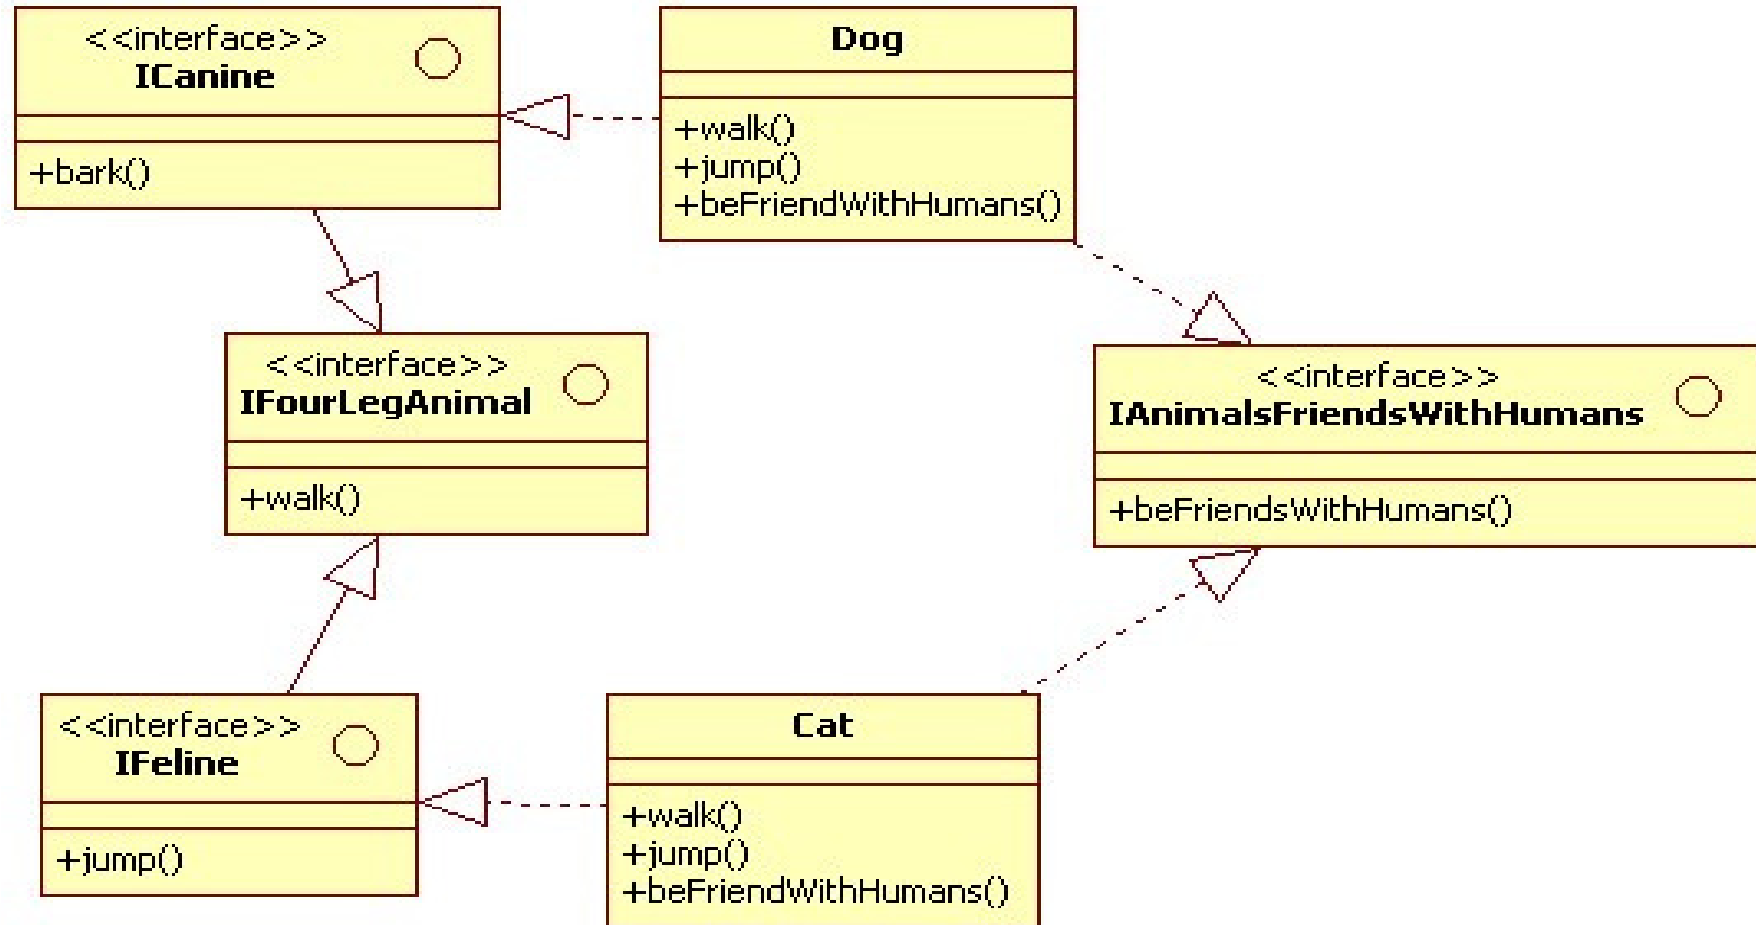 <<interface>>
ICanine
+bark()
Dog
+walk()
+jump()
+beFriendWithHumans()
<<interface>>
IFourLegAnimal
+walk()
<<interface>>
IAnimalsFriendsWithHumans
+beFriendsWithHumans()
<<interface>>
IFeline
+jump()
Cat
+walk()
+jump()
+beFriendWithHumans()